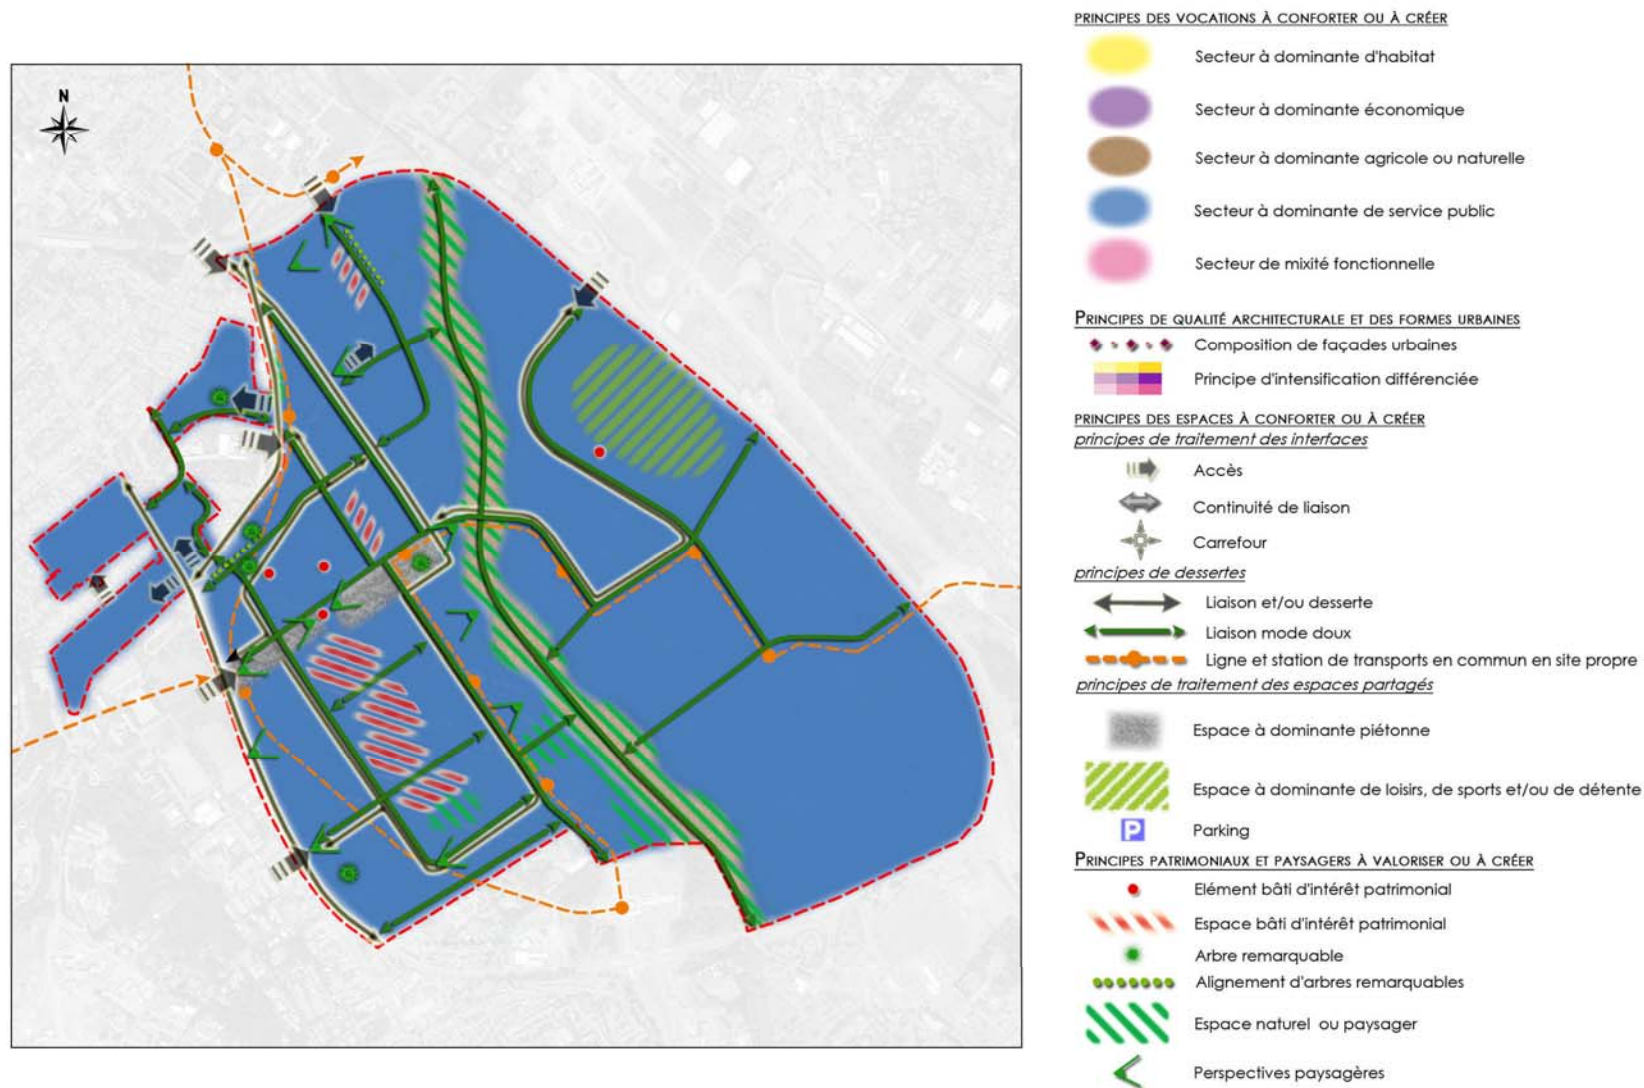 N
PRINCIPES DES VOCATIONS À CONFORTER OU À CRÉER
Secteur à dominante d'habitat
Secteur à dominante économique
Secteur à dominante agricole ou naturelle
Secteur à dominante de service public
Secteur de mixité fonctionnelle
PRINCIPES DE QUALITÉ ARCHITECTURALE ET DES FORMES URBAINES
Composition de façades urbaines
Principe d'intensification différenciée
PRINCIPES DES ESPACES À CONFORTER OU À CRÉER
principes de traitement des interfaces
Accès
Continuité de liaison
Carrefour
principes de dessertes
Liaison et/ou desserte
Liaison mode doux
Ligne et station de transports en commun en site propre
principes de traitement des espaces partagés
Espace à dominante piétonne
Espace à dominante de loisirs, de sports et/ou de détente
P Parking
PRINCIPES PATRIMONIAUX ET PAYSAGERS À VALORISER OU À CRÉER
Elément bâti d'intérêt patrimonial
Espace bâti d'intérêt patrimonial
Arbre remarquable
Alignement d'arbres remarquables
Espace naturel ou paysager
Perspectives paysagères